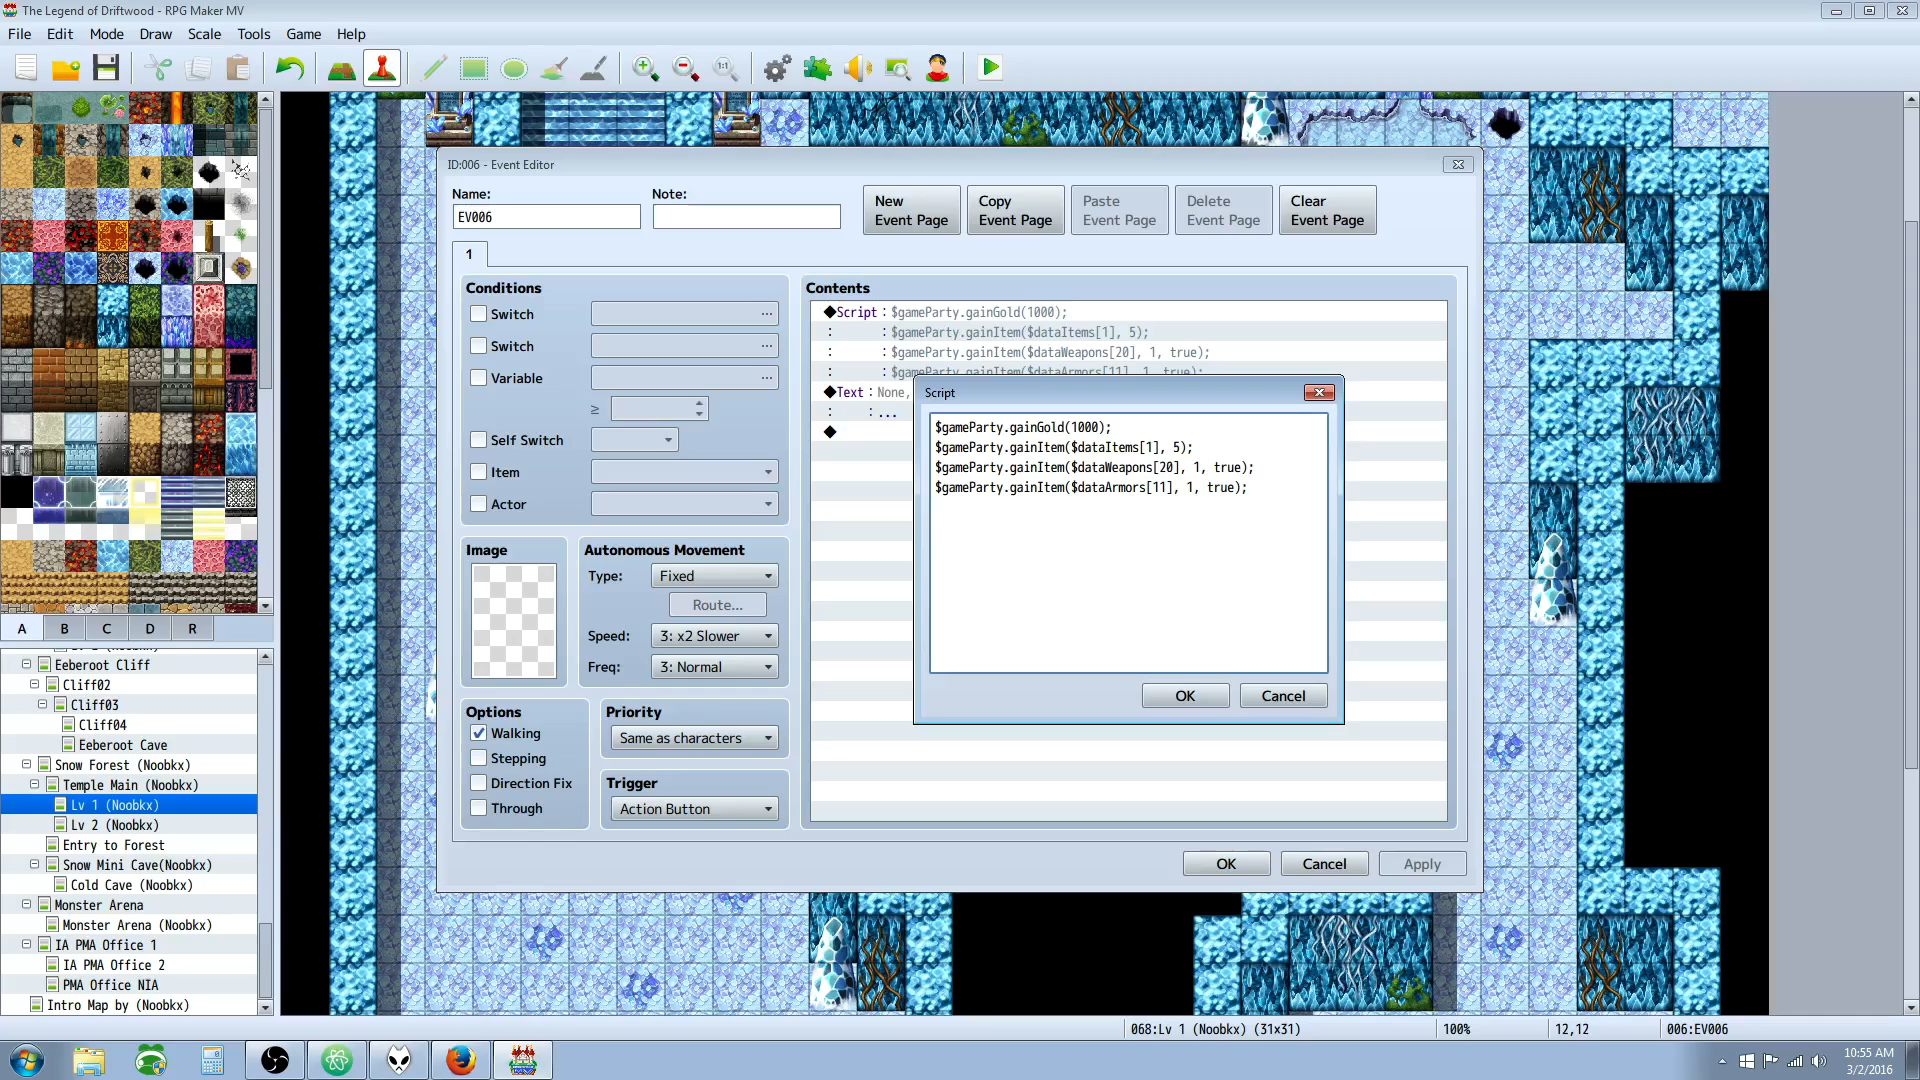 The Legend of Driftwood - RPG Maker MV
File Edit Mode Draw Scale Tools Game Help
1:1
ID:006 - Event Editor
Name: Note:
EV006
New Event Page
Copy Event Page
Paste Event Page
Delete Event Page
Clear Event Page
1
Conditions
Switch ...
Switch ...
Variable ...
≥
Self Switch
Item
Actor
Image
Autonomous Movement
Type: Fixed
Route...
Speed: 3: x2 Slower
Freq: 3: Normal
Options
Walking
Stepping
Direction Fix
Through
Priority
Same as characters
Trigger
Action Button
Contents
◆Script : $gameParty.gainGold(1000);
: : $gameParty.gainItem($dataItems[1], 5);
: : $gameParty.gainItem($dataWeapons[20], 1, true);
: : $gameParty.gainItem($dataArmors[11], 1, true);
◆Text : None,
: : ...
◆
Script
$gameParty.gainGold(1000);
$gameParty.gainItem($dataItems[1], 5);
$gameParty.gainItem($dataWeapons[20], 1, true);
$gameParty.gainItem($dataArmors[11], 1, true);
OK Cancel
OK Cancel Apply
A B C D R
Eeberoot Cliff
Cliff02
Cliff03
Cliff04
Eeberoot Cave
Snow Forest (Noobkx)
Temple Main (Noobkx)
Lv 1 (Noobkx)
Lv 2 (Noobkx)
Entry to Forest
Snow Mini Cave(Noobkx)
Cold Cave (Noobkx)
Monster Arena
Monster Arena (Noobkx)
IA PMA Office 1
IA PMA Office 2
PMA Office NIA
Intro Map by (Noobkx)
068:Lv 1 (Noobkx) (31x31) 100% 12,12 006:EV006
10:55 AM
3/2/2016